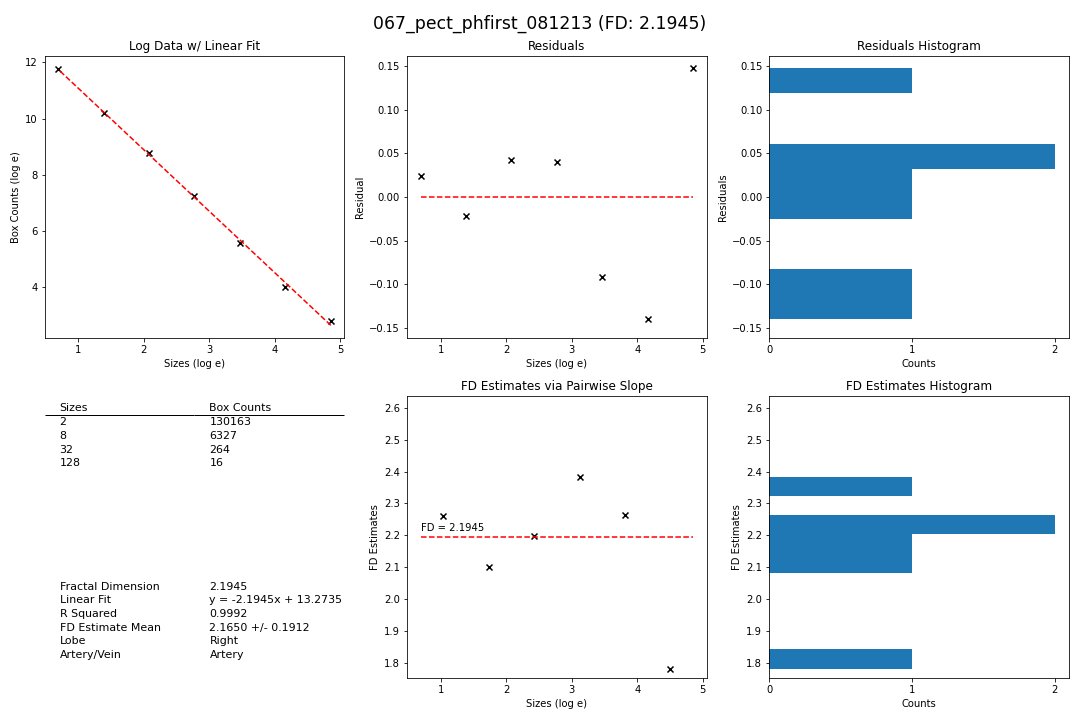 067_pect_phfirst_081213 (FD: 2.1945)
Log Data w/ Linear Fit
12
10
8
6
4
Box Counts (log e)
1 2 3 4 5
Sizes (log e)
Residuals
0.15
0.10
0.05
0.00
−0.05
−0.10
−0.15
Residual
1 2 3 4 5
Sizes (log e)
Residuals Histogram
0.15
0.10
0.05
0.00
−0.05
−0.10
−0.15
Residuals
0 1 2
Counts
Sizes Box Counts
2 130163
8 6327
32 264
128 16
Fractal Dimension 2.1945
Linear Fit y = -2.1945x + 13.2735
R Squared 0.9992
FD Estimate Mean 2.1650 +/- 0.1912
Lobe Right
Artery/Vein Artery
FD Estimates via Pairwise Slope
2.6
2.5
2.4
2.3
2.2
2.1
2.0
1.9
1.8
FD Estimates
FD = 2.1945
1 2 3 4 5
Sizes (log e)
FD Estimates Histogram
2.6
2.5
2.4
2.3
2.2
2.1
2.0
1.9
1.8
FD Estimates
0 1 2
Counts